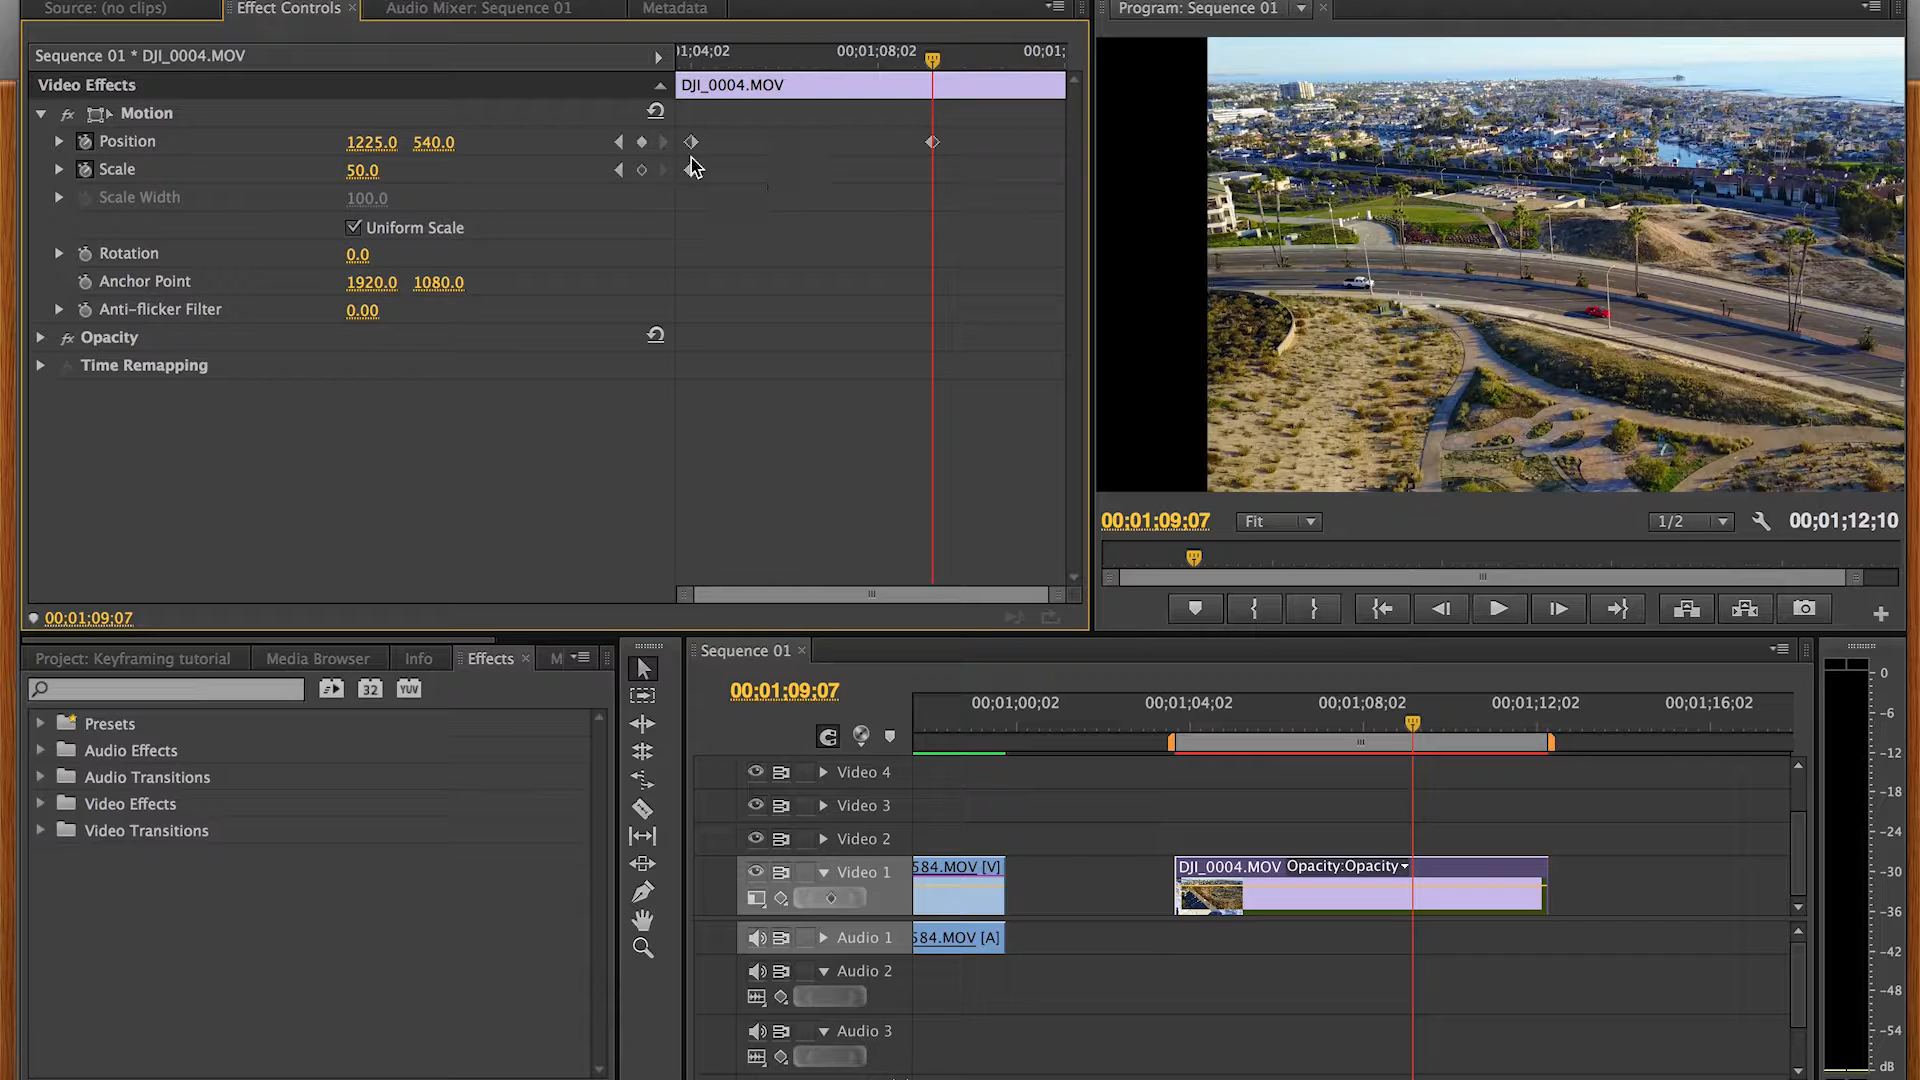 Source: (no clips)
Effect Controls
Audio Mixer: Sequence 01
Metadata
Program: Sequence 01
Sequence 01 * DJI_0004.MOV
00;01;08;02
00;01;
Video Effects
DJI_0004.MOV
fx Motion
Position 1225.0 540.0
Scale 50.0
Scale Width 100.0
Uniform Scale
Rotation 0.0
Anchor Point 1920.0 1080.0
Anti-flicker Filter 0.00
fx Opacity
Time Remapping
00;01;09;07
Fit
1/2
00;01;12;10
00;01;09;07
Project: Keyframing tutorial
Media Browser
Info
Effects
M
32
YUV
Presets
Audio Effects
Audio Transitions
Video Effects
Video Transitions
Sequence 01
00;01;09;07
00;01;00;02
00;01;04;02
00;01;08;02
00;01;12;02
00;01;16;02
Video 4
Video 3
Video 2
Video 1
584.MOV [V]
DJI_0004.MOV Opacity:Opacity
Audio 1
584.MOV [A]
Audio 2
Audio 3
0
-6
-12
-18
-24
-30
-36
-42
-48
-54
dB